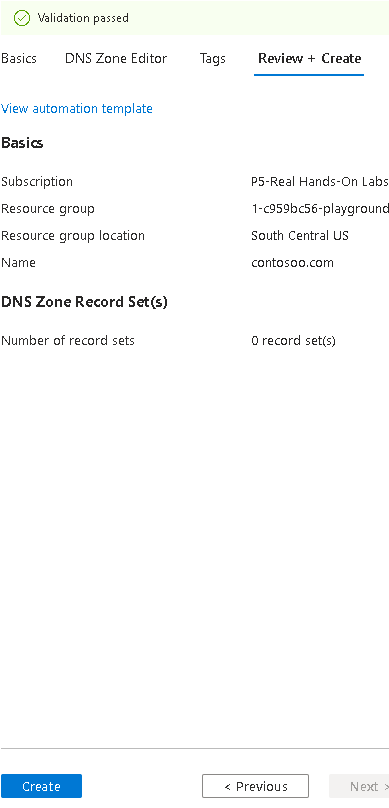 Validation passed
Basics DNS Zone Editor Tags Review + Create
View automation template
Basics
Subscription P5-Real Hands-On Labs
Resource group 1-c959bc56-playground
Resource group location South Central US
Name contosoo.com
DNS Zone Record Set(s)
Number of record sets 0 record set(s)
Create < Previous Next >